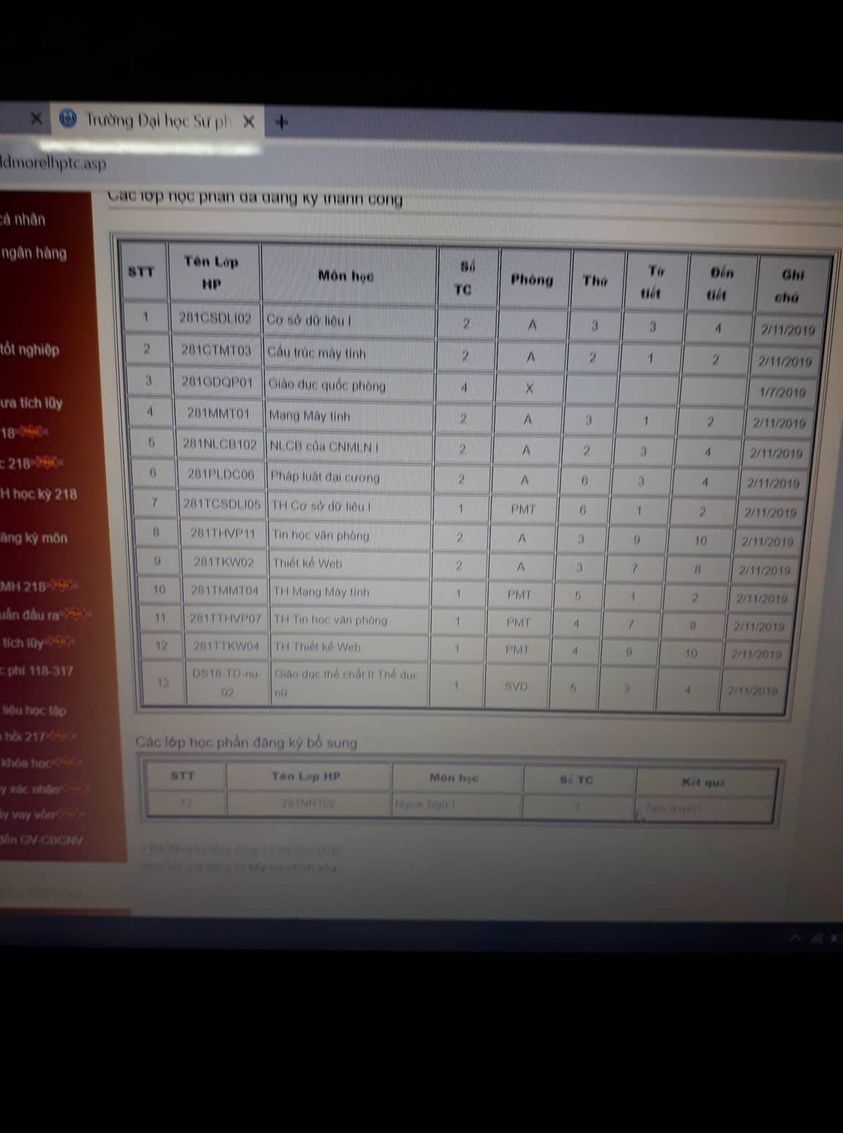 Trường Đại học Sư ph
ldmorelhptc.asp
Các lớp học phần đã đăng ký thành công
cá nhân
ngân hàng
tốt nghiệp
ưa tích lũy
18
c 218
H học kỳ 218
ăng ký môn
MH 218
uẩn đầu ra
tích lũy
c phí 118-317
liệu học tập
hồi 217
khóa học
y xác nhận
ấy vay vốn
dẫn GV-CBCNV
STT Tên Lớp HP Môn học Số TC Phòng Thứ Từ tiết Đến tiết Ghi chú
1 281CSDLI02 Cơ sở dữ liệu I 2 A 3 3 4 2/11/2019
2 281CTMT03 Cấu trúc máy tính 2 A 2 1 2 2/11/2019
3 281GDQP01 Giáo dục quốc phòng 4 X 1/7/2019
4 281MMT01 Mạng Máy tính 2 A 3 1 2 2/11/2019
5 281NLCB102 NLCB của CNMLN I 2 A 2 3 4 2/11/2019
6 281PLDC06 Pháp luật đại cương 2 A 6 3 4 2/11/2019
7 281TCSDLI05 TH Cơ sở dữ liệu I 1 PMT 6 1 2 2/11/2019
8 281THVP11 Tin học văn phòng 2 A 3 9 10 2/11/2019
9 281TKW02 Thiết kế Web 2 A 3 7 8 2/11/2019
10 281TMMT04 TH Mạng Máy tính 1 PMT 5 1 2 2/11/2019
11 281TTHVP07 TH Tin học văn phòng 1 PMT 4 7 8 2/11/2019
12 281TTKW04 TH Thiết kế Web 1 PMT 4 9 10 2/11/2019
13 DS18-TD-nu-02 Giáo dục thể chất II Thể dục nữ 1 SVD 5 3 4 2/11/2019
Các lớp học phần đăng ký bổ sung
STT Tên Lớp HP Môn học Số TC Kết quả
13 281NN102 Ngoại Ngữ I Tiên quyết